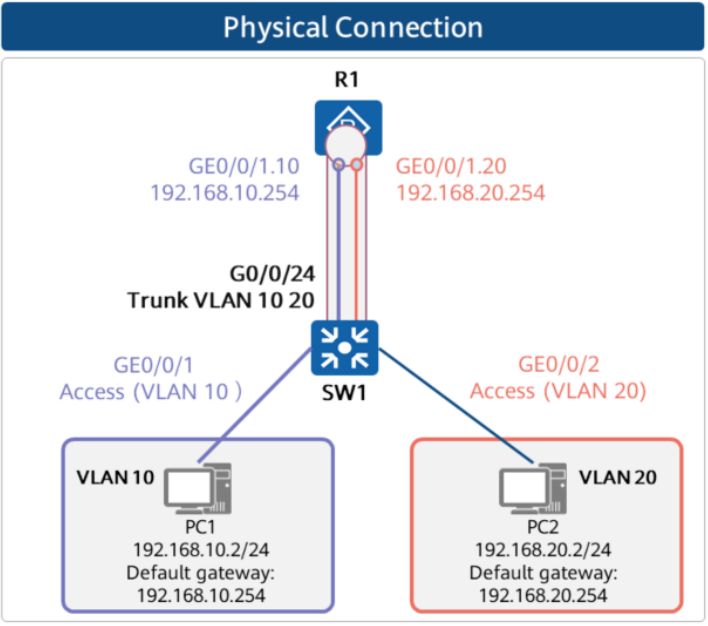 Physical Connection
R1
GE0/0/1.10
192.168.10.254
GE0/0/1.20
192.168.20.254
G0/0/24
Trunk VLAN 10 20
SW1
GE0/0/1
Access (VLAN 10 )
GE0/0/2
Access (VLAN 20)
VLAN 10
PC1
192.168.10.2/24
Default gateway:
192.168.10.254
VLAN 20
PC2
192.168.20.2/24
Default gateway:
192.168.20.254